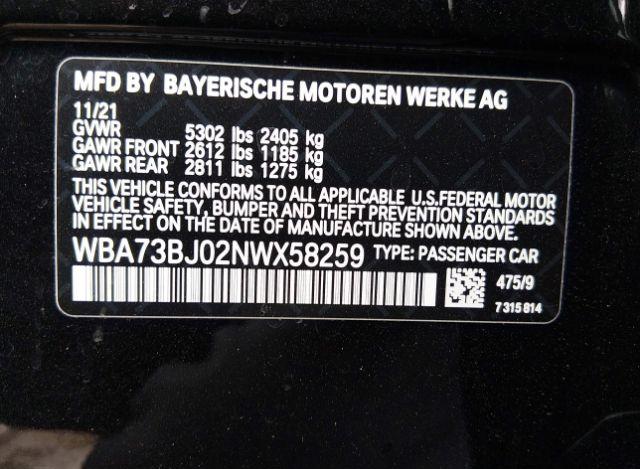 MFD BY BAYERISCHE MOTOREN WERKE AG
11/21
GVWR 5302 lbs 2405 kg
GAWR FRONT 2612 lbs 1185 kg
GAWR REAR 2811 lbs 1275 kg
THIS VEHICLE CONFORMS TO ALL APPLICABLE U.S.FEDERAL MOTOR
VEHICLE SAFETY, BUMPER AND THEFT PREVENTION STANDARDS
IN EFFECT ON THE DATE OF MANUFACTURE SHOWN ABOVE.
WBA73BJ02NWX58259 TYPE: PASSENGER CAR
475/9
7 315 814